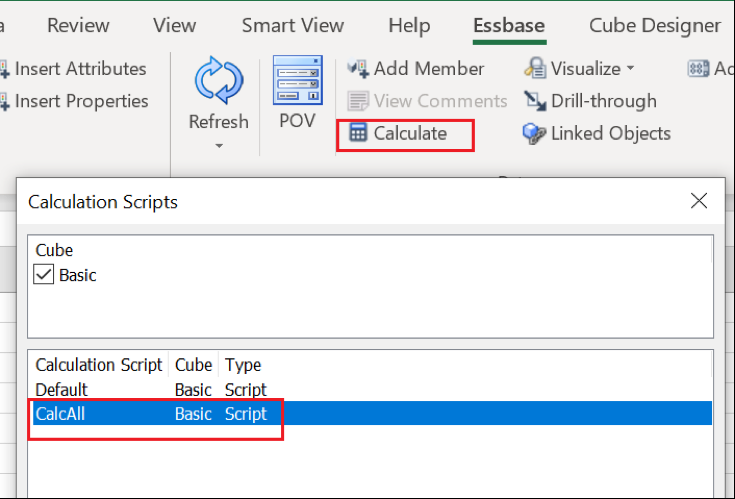 Review View Smart View Help Essbase Cube Designer
Insert Attributes
Insert Properties
Refresh
POV
Add Member
View Comments
Calculate
Visualize
Drill-through
Linked Objects
Calculation Scripts
Cube
Basic
Calculation Script Cube Type
Default Basic Script
CalcAll Basic Script